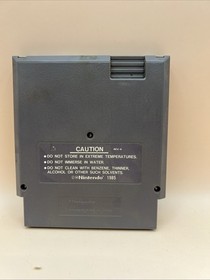 CAUTION
•DO NOT STORE IN EXTREME TEMPERATURES.
•DO NOT IMMERSE IN WATER.
•DO NOT CLEAN WITH BENZENE, THINNER,
ALCOHOL OR OTHER SUCH SOLVENTS.
©Nintendo 1985